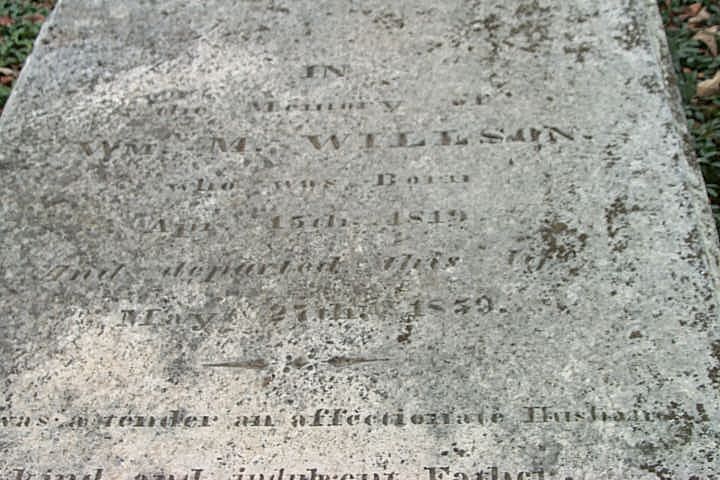 IN
the Memory of
WM. M. WILLSON
who was Born
Apr. 15th. 1819
And departed this life
May 27th. 1859.
was a tender an affectionate Husband
kind and indulgent Father